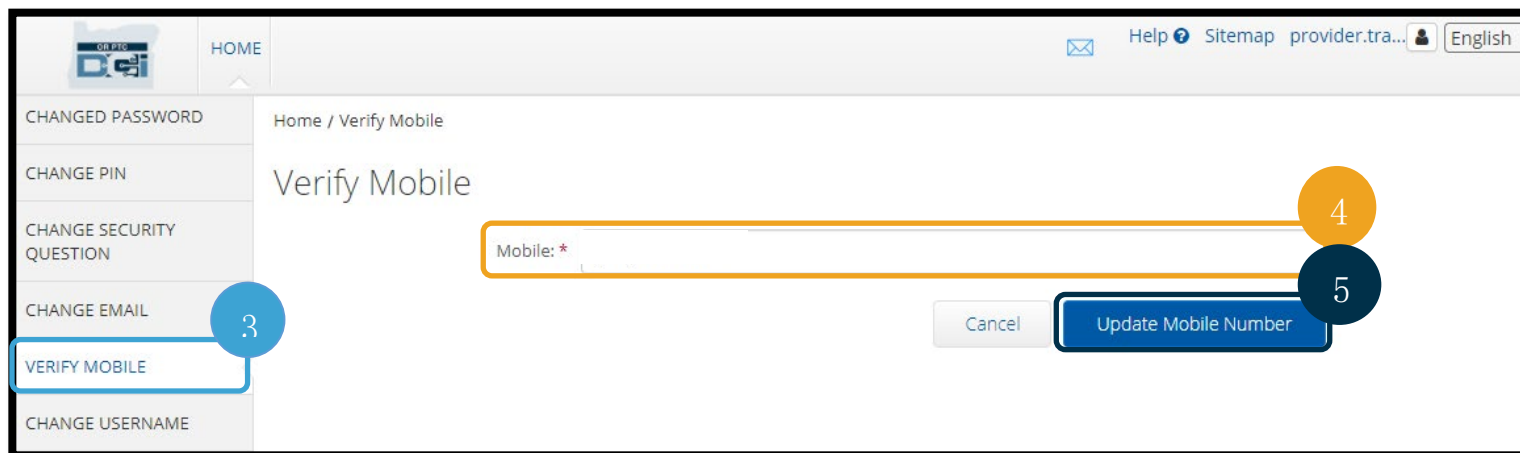 OR PTC
DCI
HOME
Help ? Sitemap provider.tra... English
CHANGED PASSWORD
CHANGE PIN
CHANGE SECURITY
QUESTION
CHANGE EMAIL
3
VERIFY MOBILE
CHANGE USERNAME
Home / Verify Mobile
Verify Mobile
4
Mobile: *
5
Cancel
Update Mobile Number